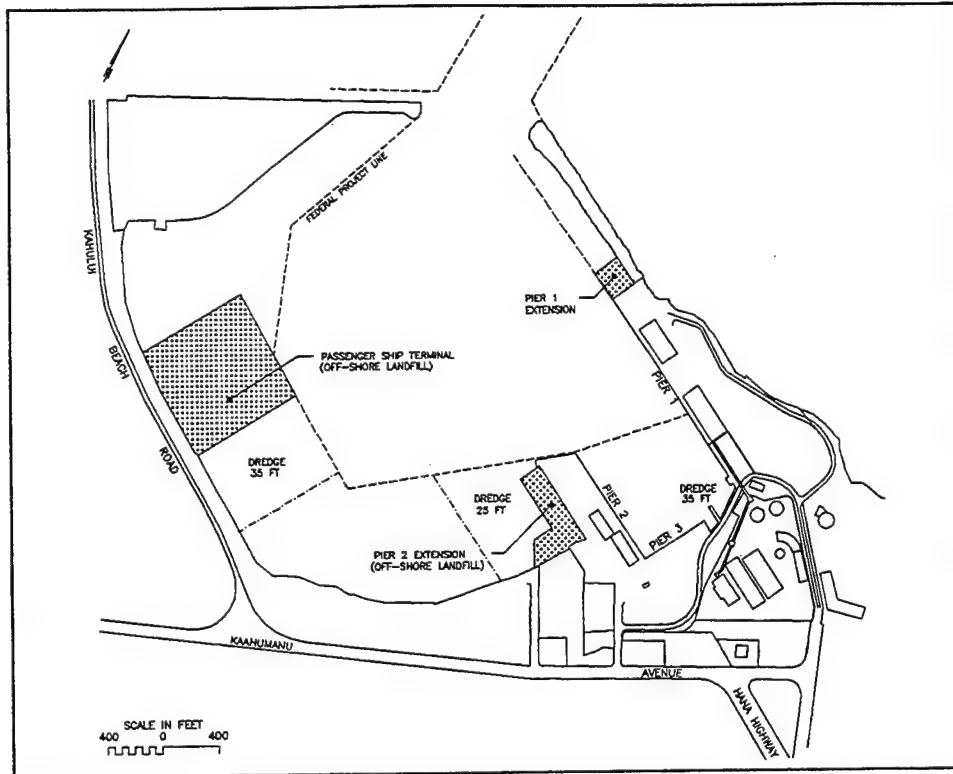 FEDERAL PROJECT LINE
KAHULUI
BEACH
ROAD
PIER 1
EXTENSION
PASSENGER SHIP TERMINAL
(OFF-SHORE LANDFILL)
PIER 1
DREDGE
35 FT
DREDGE
25 FT
PIER 2
DREDGE
35 FT
PIER 3
PIER 2 EXTENSION
(OFF-SHORE LANDFILL)
KAAHUMANU
AVENUE
HANA HIGHWAY
SCALE IN FEET
400 0 400